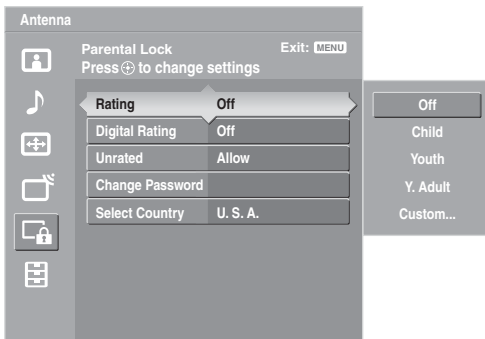 Antenna
Parental Lock Exit: MENU
Press to change settings
Rating Off
Digital Rating Off
Unrated Allow
Change Password
Select Country U. S. A.
Off
Child
Youth
Y. Adult
Custom...